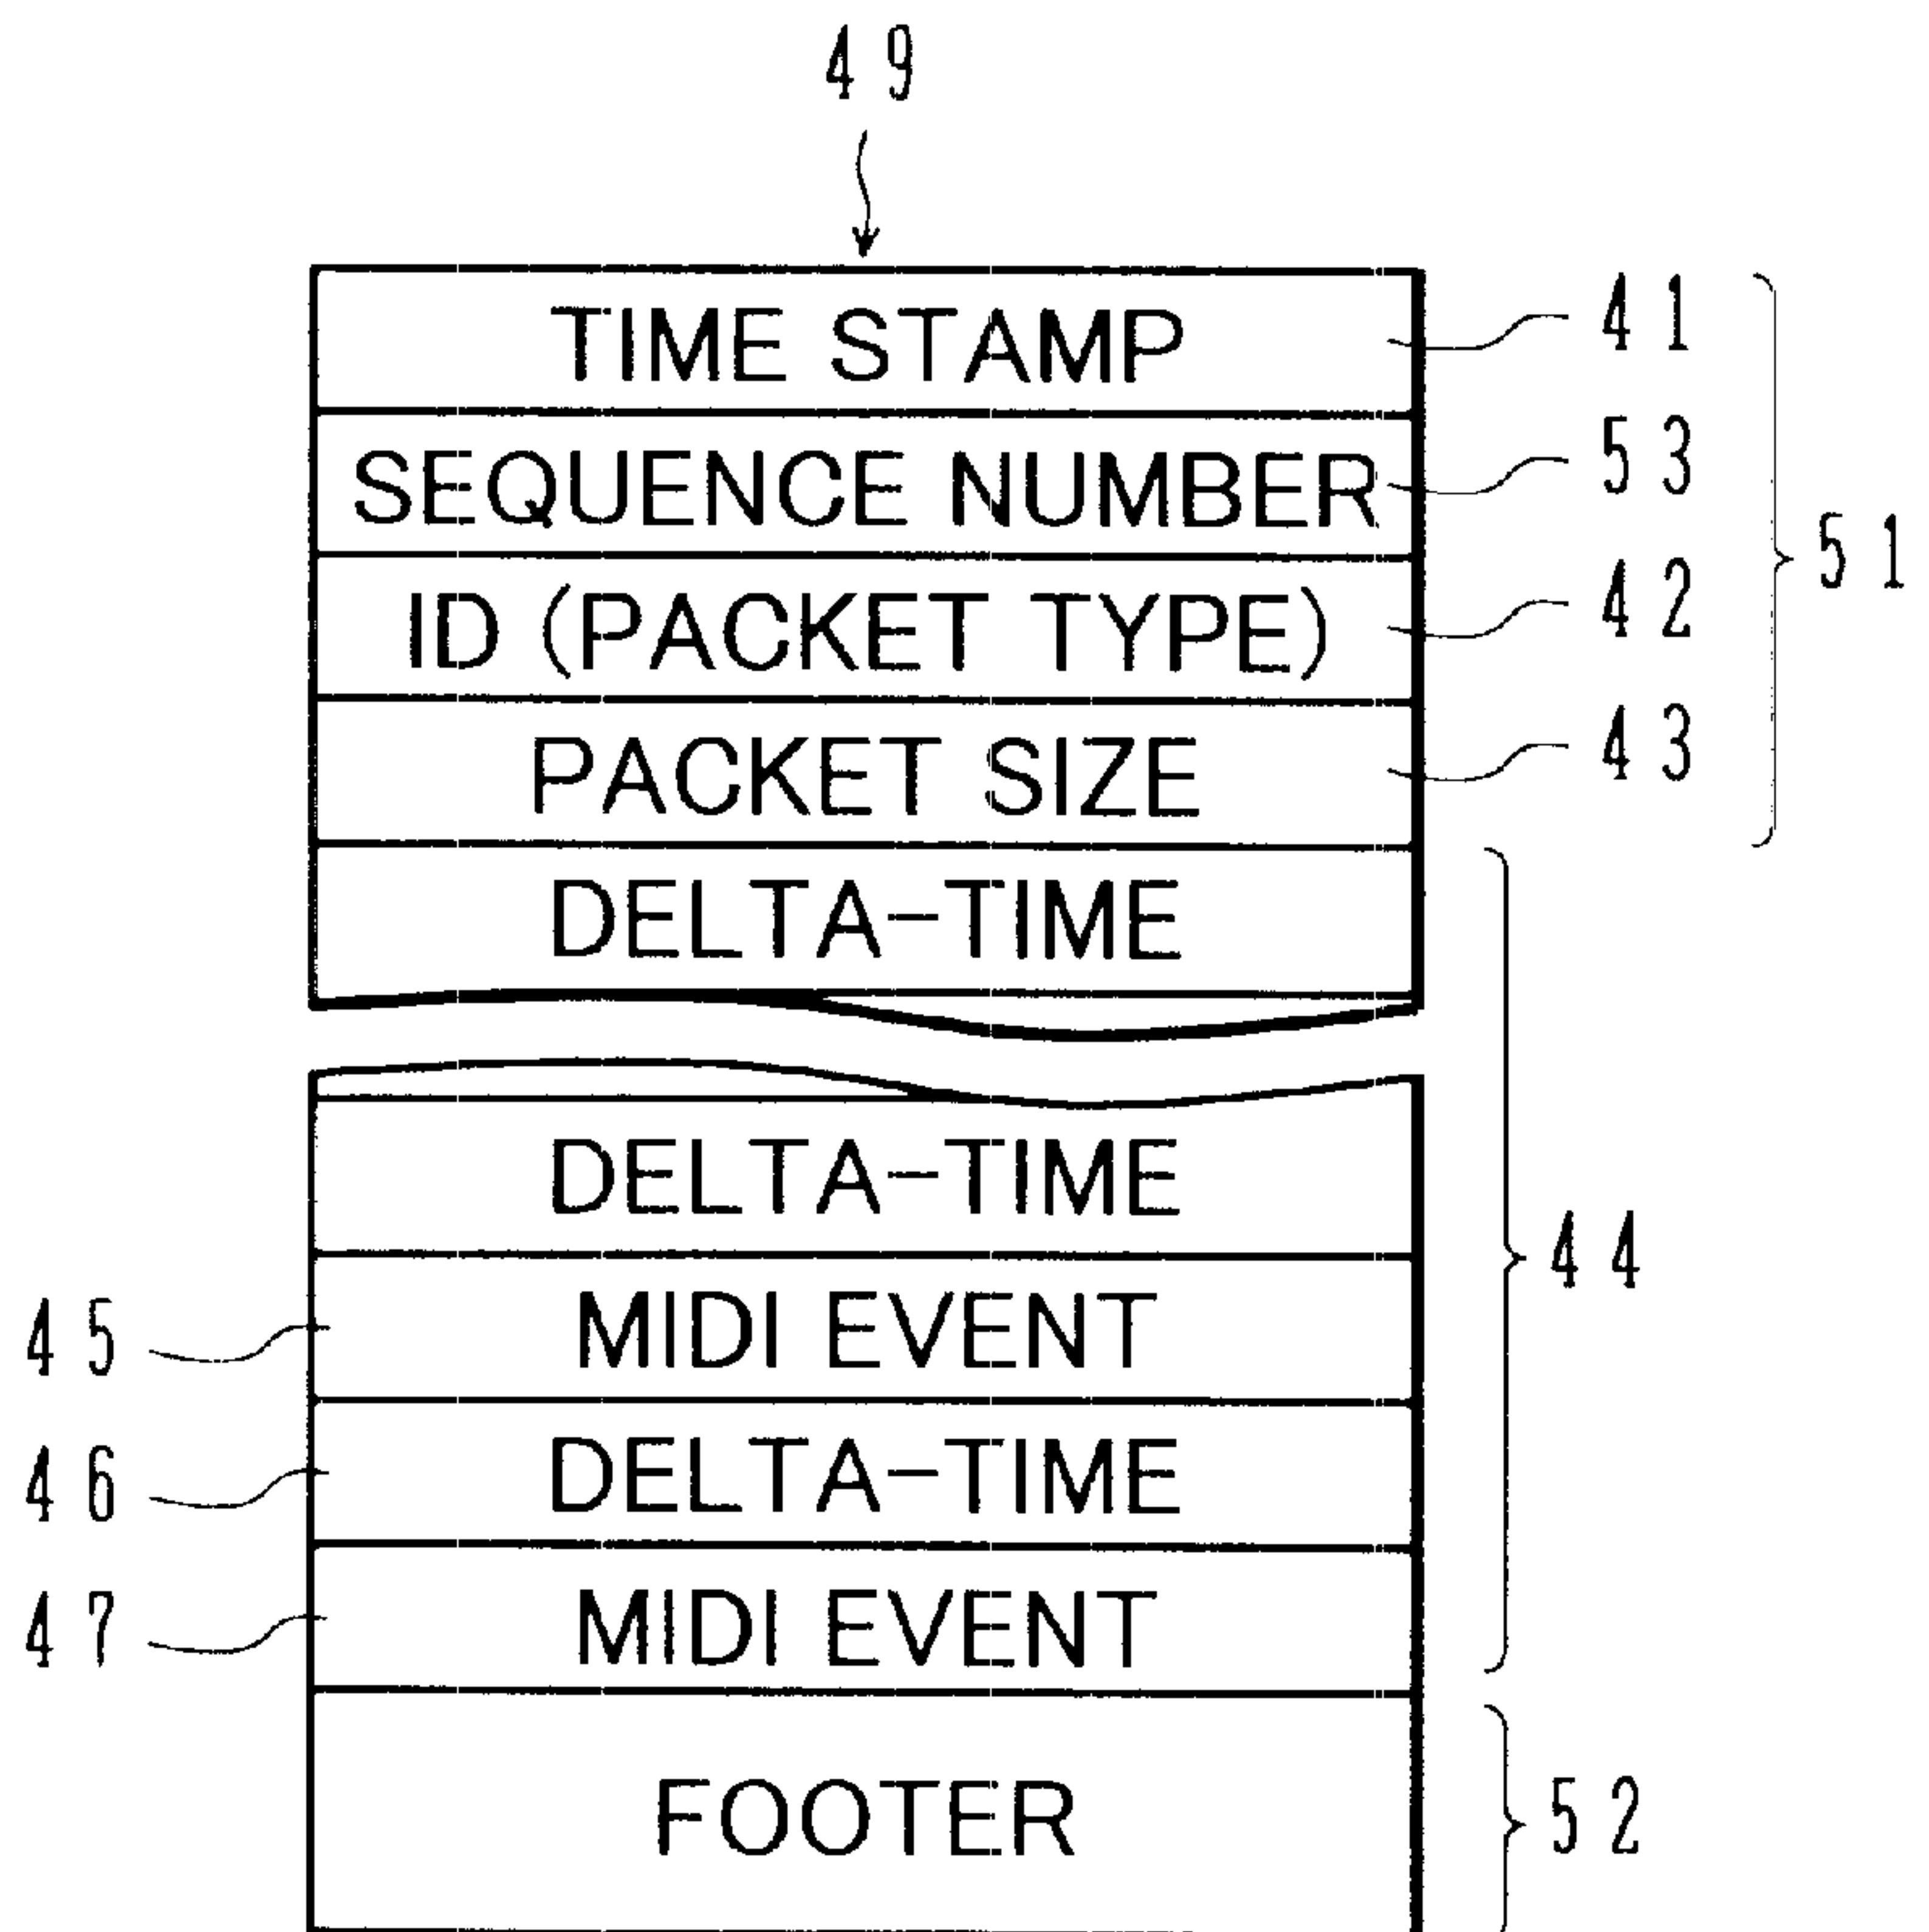 49
TIME STAMP 41
SEQUENCE NUMBER 53
51
ID (PACKET TYPE) 42
PACKET SIZE 43
DELTA-TIME
DELTA-TIME
44
45 MIDI EVENT
46 DELTA-TIME
47 MIDI EVENT
FOOTER 52